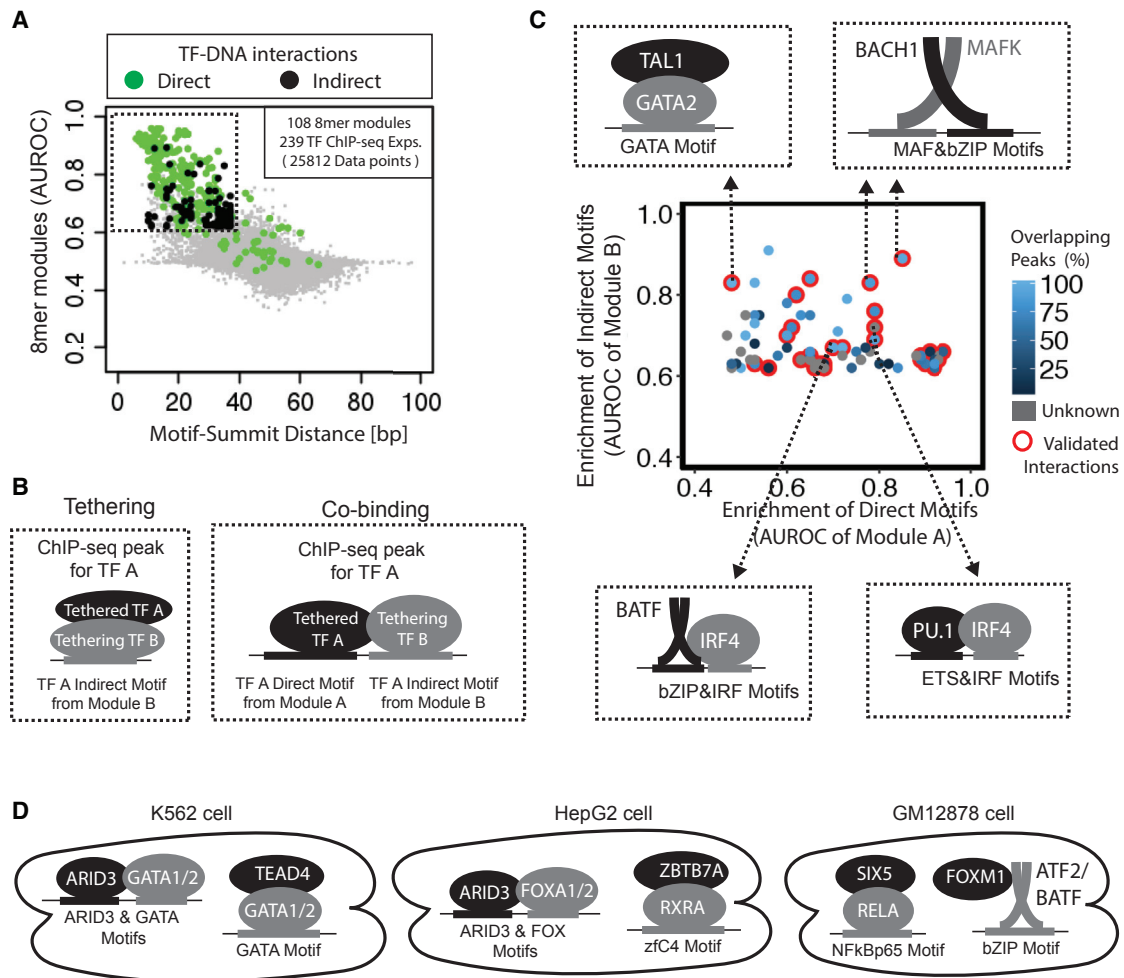 A
TF-DNA interactions
Direct
Indirect
108 8mer modules
239 TF ChIP-seq Exps.
( 25812 Data points )
8mer modules (AUROC)
1.0
0.8
0.6
0.4
0.2
0
20
40
60
80
100
Motif-Summit Distance [bp]
B
Tethering
ChIP-seq peak
for TF A
Tethered TF A
Tethering TF B
TF A Indirect Motif
from Module B
Co-binding
ChIP-seq peak
for TF A
Tethered
TF A
Tethering
TF B
TF A Direct Motif
from Module A
TF A Indirect Motif
from Module B
C
TAL1
GATA2
GATA Motif
BACH1
MAFK
MAF&bZIP Motifs
Enrichment of Indirect Motifs
(AUROC of Module B)
1.0
0.8
0.6
0.4
0.4
0.6
0.8
1.0
Enrichment of Direct Motifs
(AUROC of Module A)
Overlapping
Peaks (%)
100
75
50
25
Unknown
Validated
Interactions
BATF
IRF4
bZIP&IRF Motifs
PU.1
IRF4
ETS&IRF Motifs
D
K562 cell
ARID3
GATA1/2
ARID3 & GATA
Motifs
TEAD4
GATA1/2
GATA Motif
HepG2 cell
ARID3
FOXA1/2
ARID3 & FOX
Motifs
ZBTB7A
RXRA
zfC4 Motif
GM12878 cell
SIX5
RELA
NFkBp65 Motif
FOXM1
ATF2/
BATF
bZIP Motif